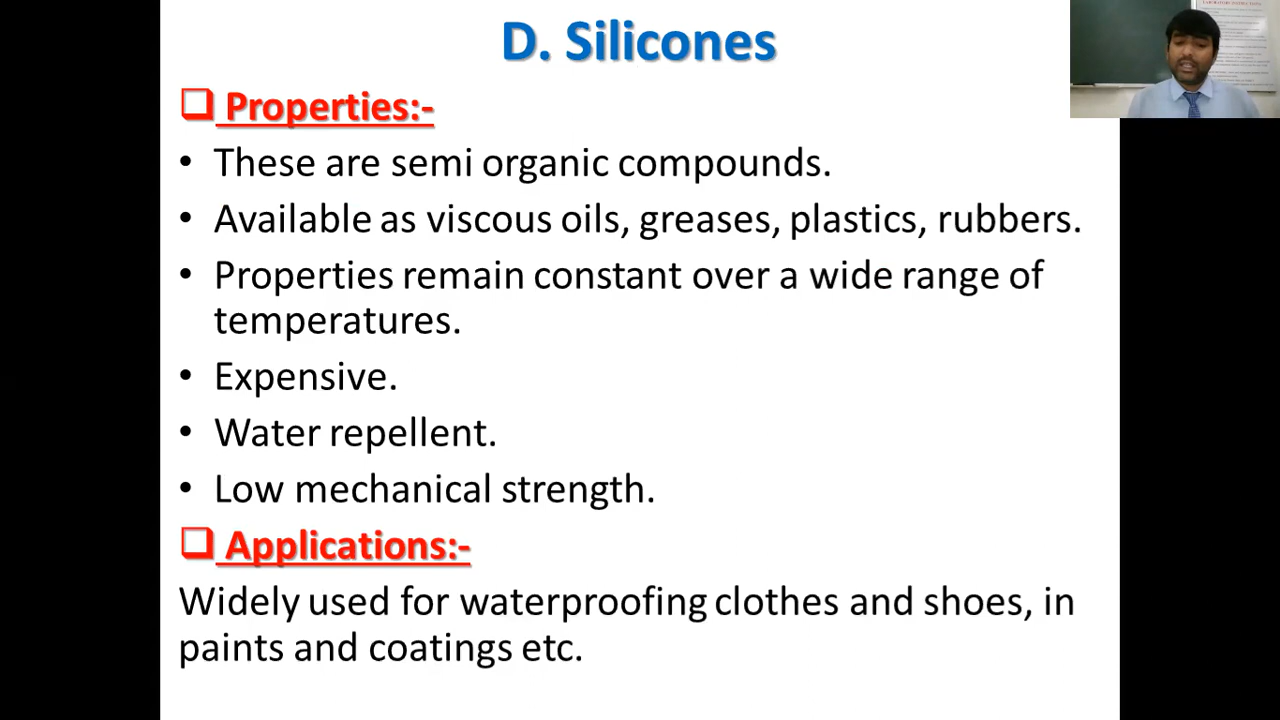 D. Silicones
Properties:-
• These are semi organic compounds.
• Available as viscous oils, greases, plastics, rubbers.
• Properties remain constant over a wide range of
temperatures.
• Expensive.
• Water repellent.
• Low mechanical strength.
Applications:-
Widely used for waterproofing clothes and shoes, in
paints and coatings etc.